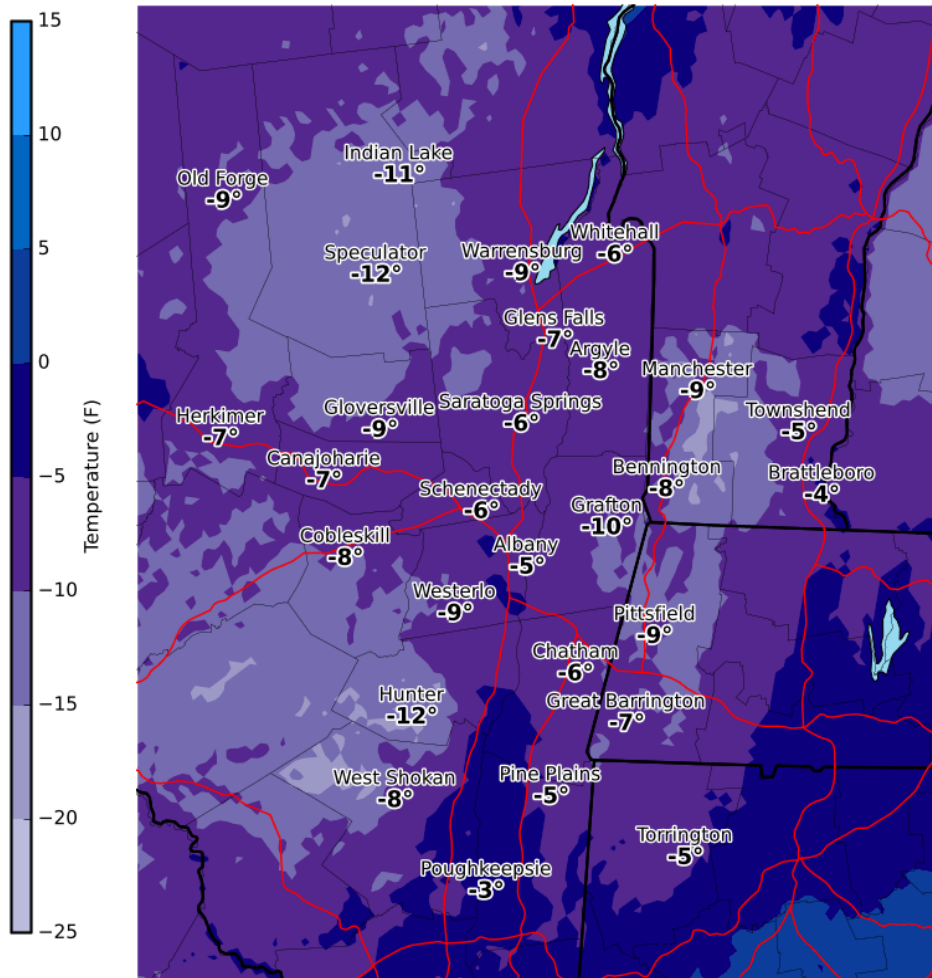 15
10
5
0
−5
−10
−15
−20
−25
Temperature (F)
Indian Lake
-11°
Old Forge
-9°
Whitehall
-6°
Speculator
-12°
Warrensburg
-9°
Glens Falls
-7°
Argyle
-8°
Manchester
-9°
Saratoga Springs
-6°
Gloversville
-9°
Townshend
-5°
Herkimer
-7°
Canajoharie
-7°
Bennington
-8°
Brattleboro
-4°
Schenectady
-6°
Grafton
-10°
Cobleskill
-8°
Albany
-5°
Westerlo
-9°
Pittsfield
-9°
Chatham
-6°
Hunter
-12°
Great Barrington
-7°
West Shokan
-8°
Pine Plains
-5°
Torrington
-5°
Poughkeepsie
-3°